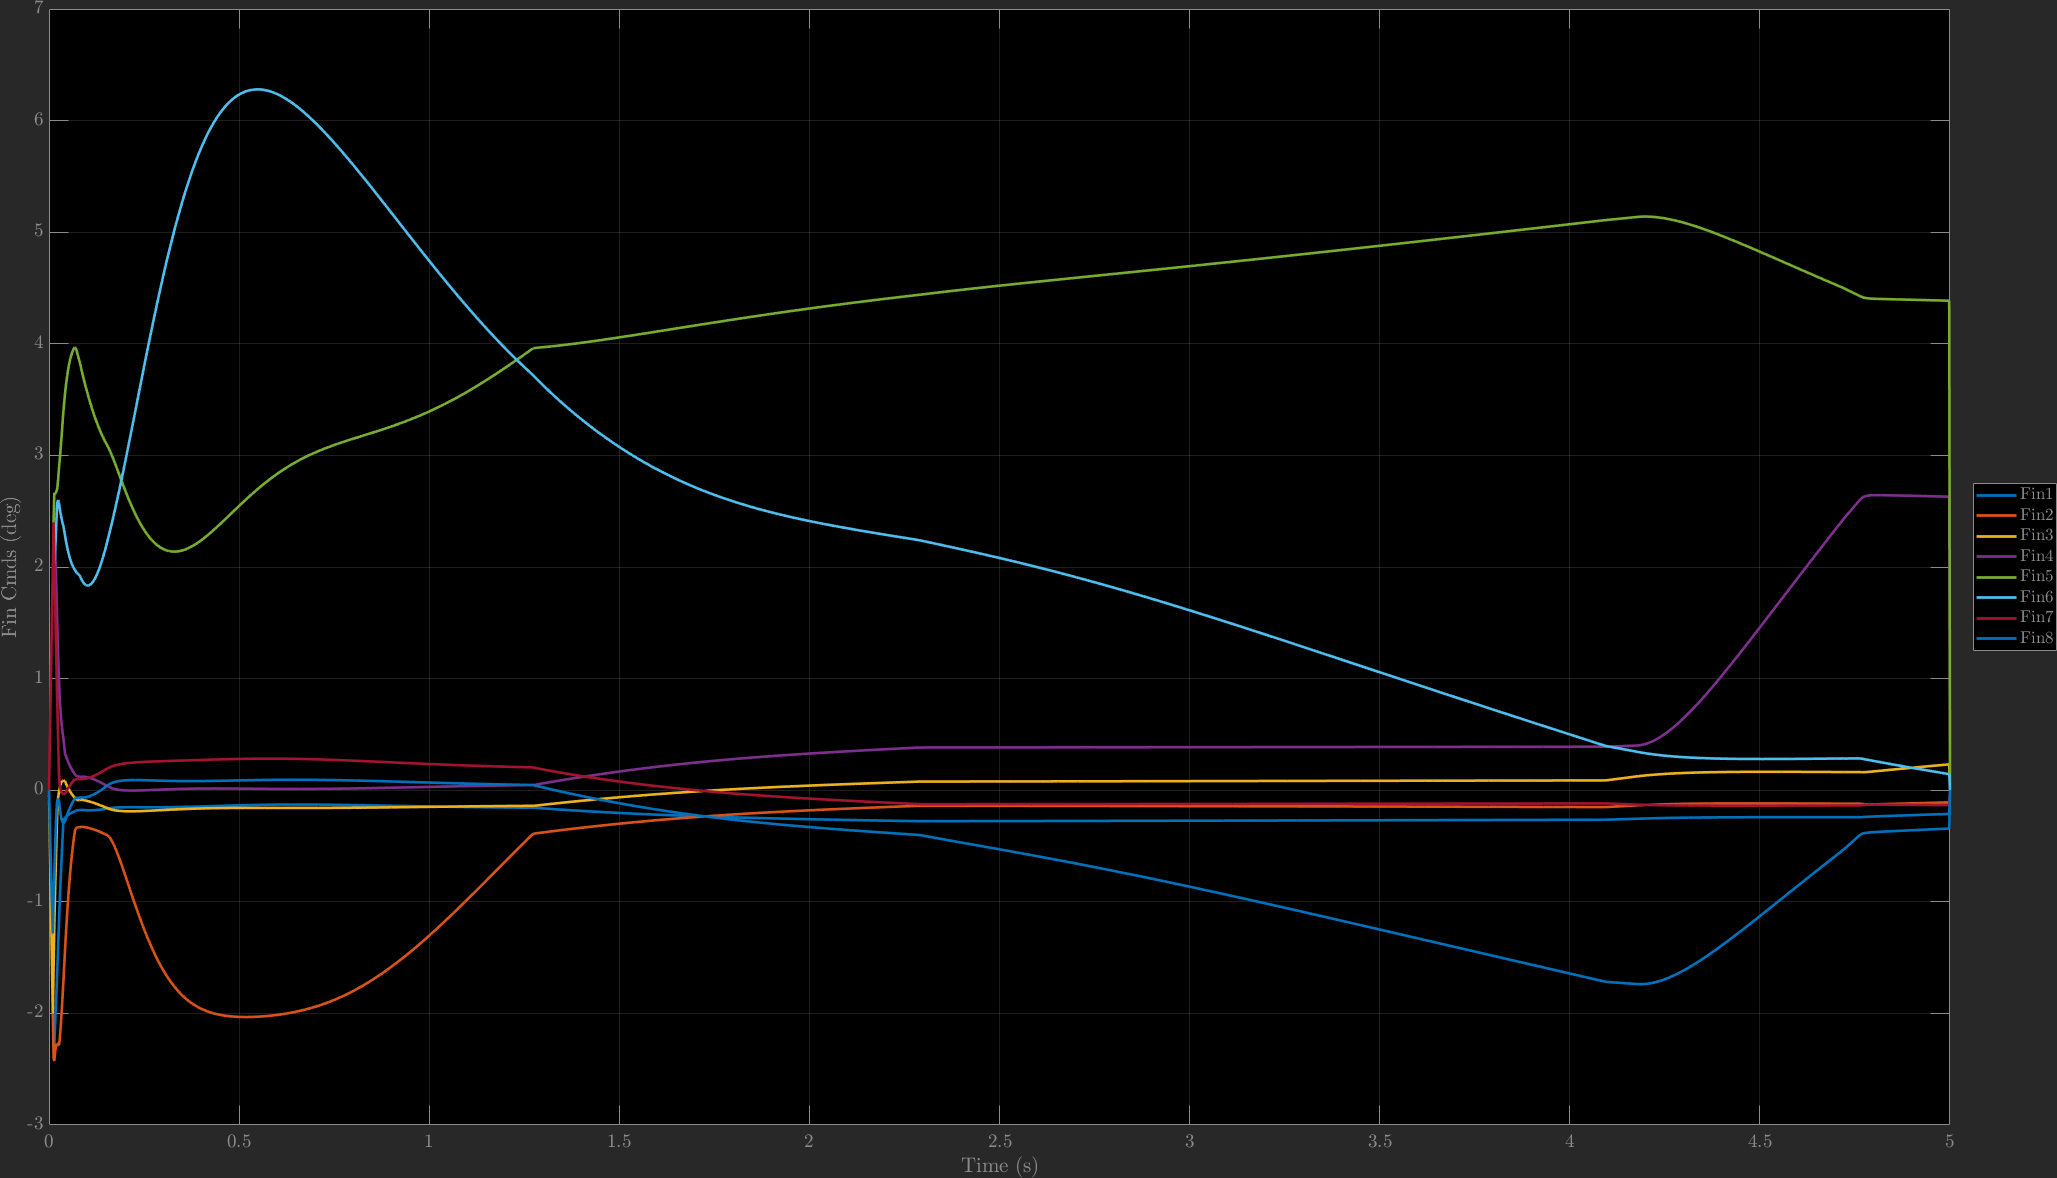 7
6
5
4
3
2
1
0
-1
-2
-3
Fin Cmds (deg)
0 0.5 1 1.5 2 2.5 3 3.5 4 4.5 5
Time (s)
Fin1
Fin2
Fin3
Fin4
Fin5
Fin6
Fin7
Fin8